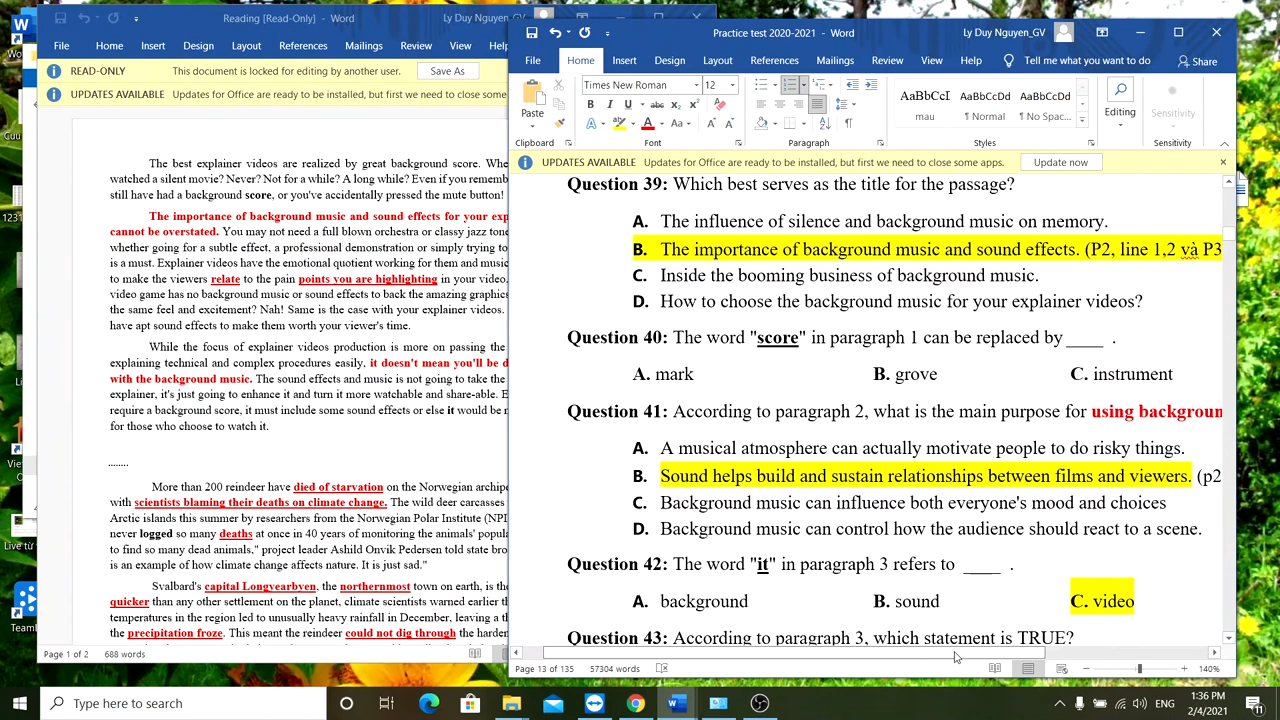 Reading [Read-Only] - Word
Ly Duy Nguyen_GV
File Home Insert Design Layout References Mailings Review View
READ-ONLY This document is locked for editing by another user. Save As
UPDATES AVAILABLE Updates for Office are ready to be installed, but first we need to close some
The best explainer videos are realized by great background score. Whe
watched a silent movie? Never? Not for a while? A long while? Even if you rememb
still have had a background score, or you've accidentally pressed the mute button!
The importance of background music and sound effects for your exp
cannot be overstated. You may not need a full blown orchestra or classy jazz tone
whether going for a subtle effect, a professional demonstration or simply trying to
is a must. Explainer videos have the emotional quotient working for them and music
to make the viewers relate to the pain points you are highlighting in your video.
video game has no background music or sound effects to back the amazing graphics
the same feel and excitement? Nah! Same is the case with your explainer videos.
have apt sound effects to make them worth your viewer's time.
While the focus of explainer videos production is more on passing the
explaining technical and complex procedures easily, it doesn't mean you'll be d
with the background music. The sound effects and music is not going to take the
explainer, it's just going to enhance it and turn it more watchable and share-able. E
require a background score, it must include some sound effects or else it would be n
for those who choose to watch it.
........
More than 200 reindeer have died of starvation on the Norwegian archipe
with scientists blaming their deaths on climate change. The wild deer carcasses
Arctic islands this summer by researchers from the Norwegian Polar Institute (NPI
never logged so many deaths at once in 40 years of monitoring the animals' popula
to find so many dead animals," project leader Ashild Onvik Pedersen told state bro
is an example of how climate change affects nature. It is just sad."
Svalbard's capital Longyearbyen, the northernmost town on earth, is the
quicker than any other settlement on the planet, climate scientists warned earlier t
temperatures in the region led to unusually heavy rainfall in December, leaving a t
the precipitation froze. This meant the reindeer could not dig through the harden
Page 1 of 2 688 words
Practice test 2020-2021 - Word
Ly Duy Nguyen_GV
File Home Insert Design Layout References Mailings Review View Help Tell me what you want to do Share
Times New Roman 12
B I U abc x₂ x²
Paste
AaBbCcI AaBbCcDd AaBbCcDd
mau ¶ Normal ¶ No Spac...
Editing
Sensitivity
Clipboard Font Paragraph Styles Sensitivity
UPDATES AVAILABLE Updates for Office are ready to be installed, but first we need to close some apps. Update now
Question 39: Which best serves as the title for the passage?
A. The influence of silence and background music on memory.
B. The importance of background music and sound effects. (P2, line 1,2 và P3
C. Inside the booming business of background music.
D. How to choose the background music for your explainer videos?
Question 40: The word "score" in paragraph 1 can be replaced by____ .
A. mark B. grove C. instrument
Question 41: According to paragraph 2, what is the main purpose for using backgroun
A. A musical atmosphere can actually motivate people to do risky things.
B. Sound helps build and sustain relationships between films and viewers. (p2
C. Background music can influence both everyone's mood and choices
D. Background music can control how the audience should react to a scene.
Question 42: The word "it" in paragraph 3 refers to ____ .
A. background B. sound C. video
Question 43: According to paragraph 3, which statement is TRUE?
Page 13 of 135 57304 words 140%
Type here to search
ENG
1:36 PM
2/4/2021